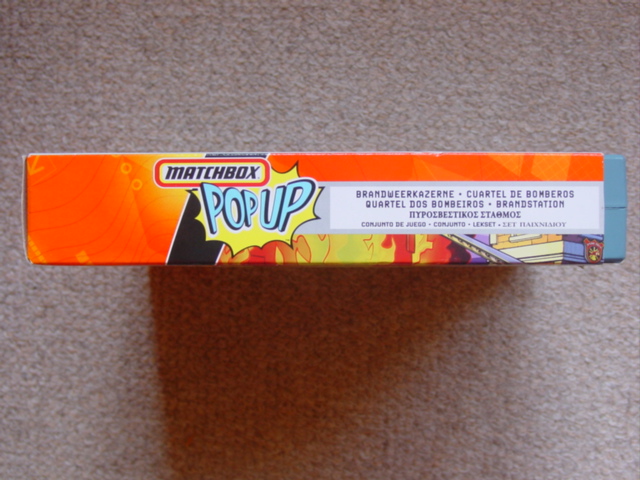 MATCHBOX
POP UP
BRANDWEERKAZERNE • CUARTEL DE BOMBEROS
QUARTEL DOS BOMBEIROS • BRANDSTATION
ΠΥΡΟΣΒΕΣΤΙΚΟΣ ΣΤΑΘΜΟΣ
CONJUNTO DE JUEGO – CONJUNTO – LEKSET • ΣΕΤ ΠΑΙΧΝΙΔΙΟΥ